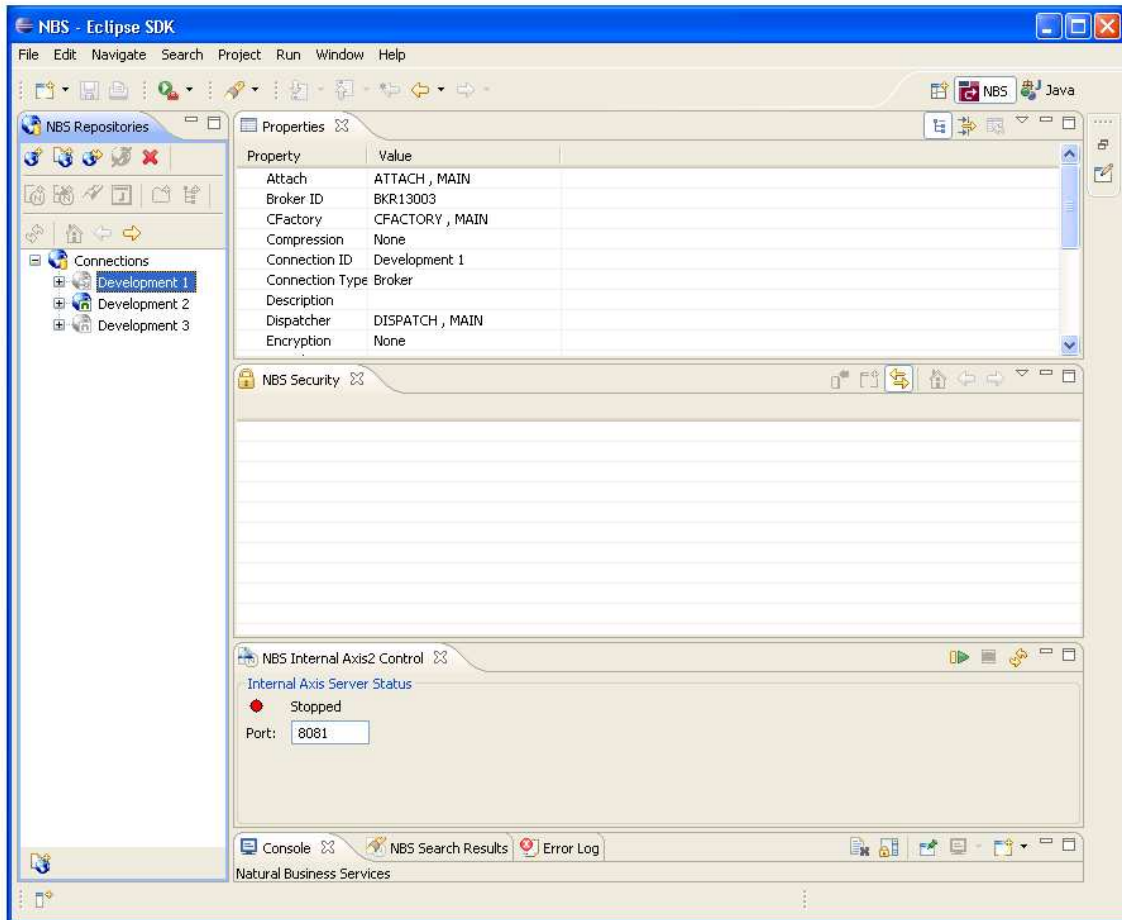 NBS - Eclipse SDK
File Edit Navigate Search Project Run Window Help
NBS Java
NBS Repositories
Connections
Development 1
Development 2
Development 3
Properties
Property Value
Attach ATTACH , MAIN
Broker ID BKR13003
CFactory CFACTORY , MAIN
Compression None
Connection ID Development 1
Connection Type Broker
Description
Dispatcher DISPATCH , MAIN
Encryption None
NBS Security
NBS Internal Axis2 Control
Internal Axis Server Status
Stopped
Port: 8081
Console NBS Search Results Error Log
Natural Business Services